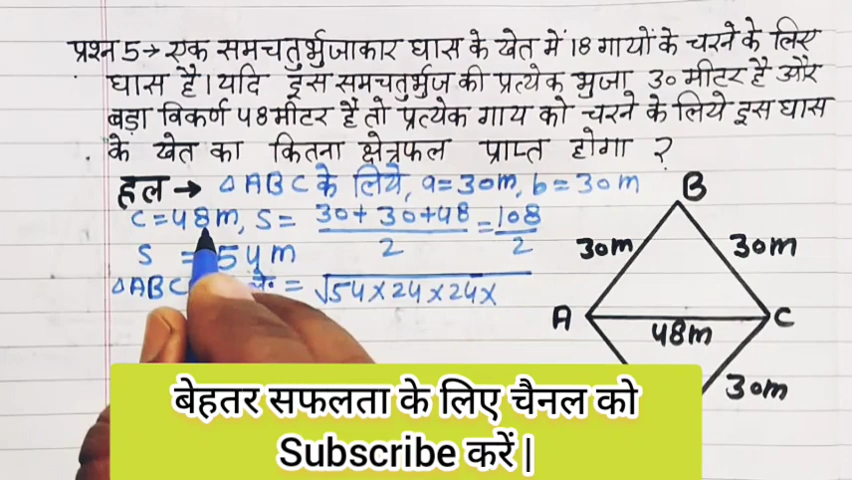 प्रश्न 5→ एक समचतुर्भुजाकार घास के खेत में 18 गायों के चरने के लिए
घास है। यदि इस समचतुर्भुज की प्रत्येक भुजा 30 मीटर है और
बड़ा विकर्ण 48 मीटर है तो प्रत्येक गाय को चरने के लिये इस घास
के खेत का कितना क्षेत्रफल प्राप्त होगा ?
हल → △ABC के लिये, a=30m, b=30m
C=48m, S= 30+30+48 / 2 = 108 / 2
S = 54m
△ABC = √54×24×24×
B
30m 30m
A C
48m
30m
बेहतर सफलता के लिए चैनल को
Subscribe करें |